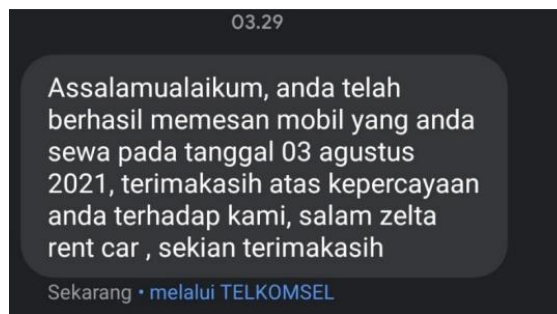 03.29
Assalamualaikum, anda telah
berhasil memesan mobil yang anda
sewa pada tanggal 03 agustus
2021, terimakasih atas kepercayaan
anda terhadap kami, salam zelta
rent car , sekian terimakasih
Sekarang • melalui TELKOMSEL